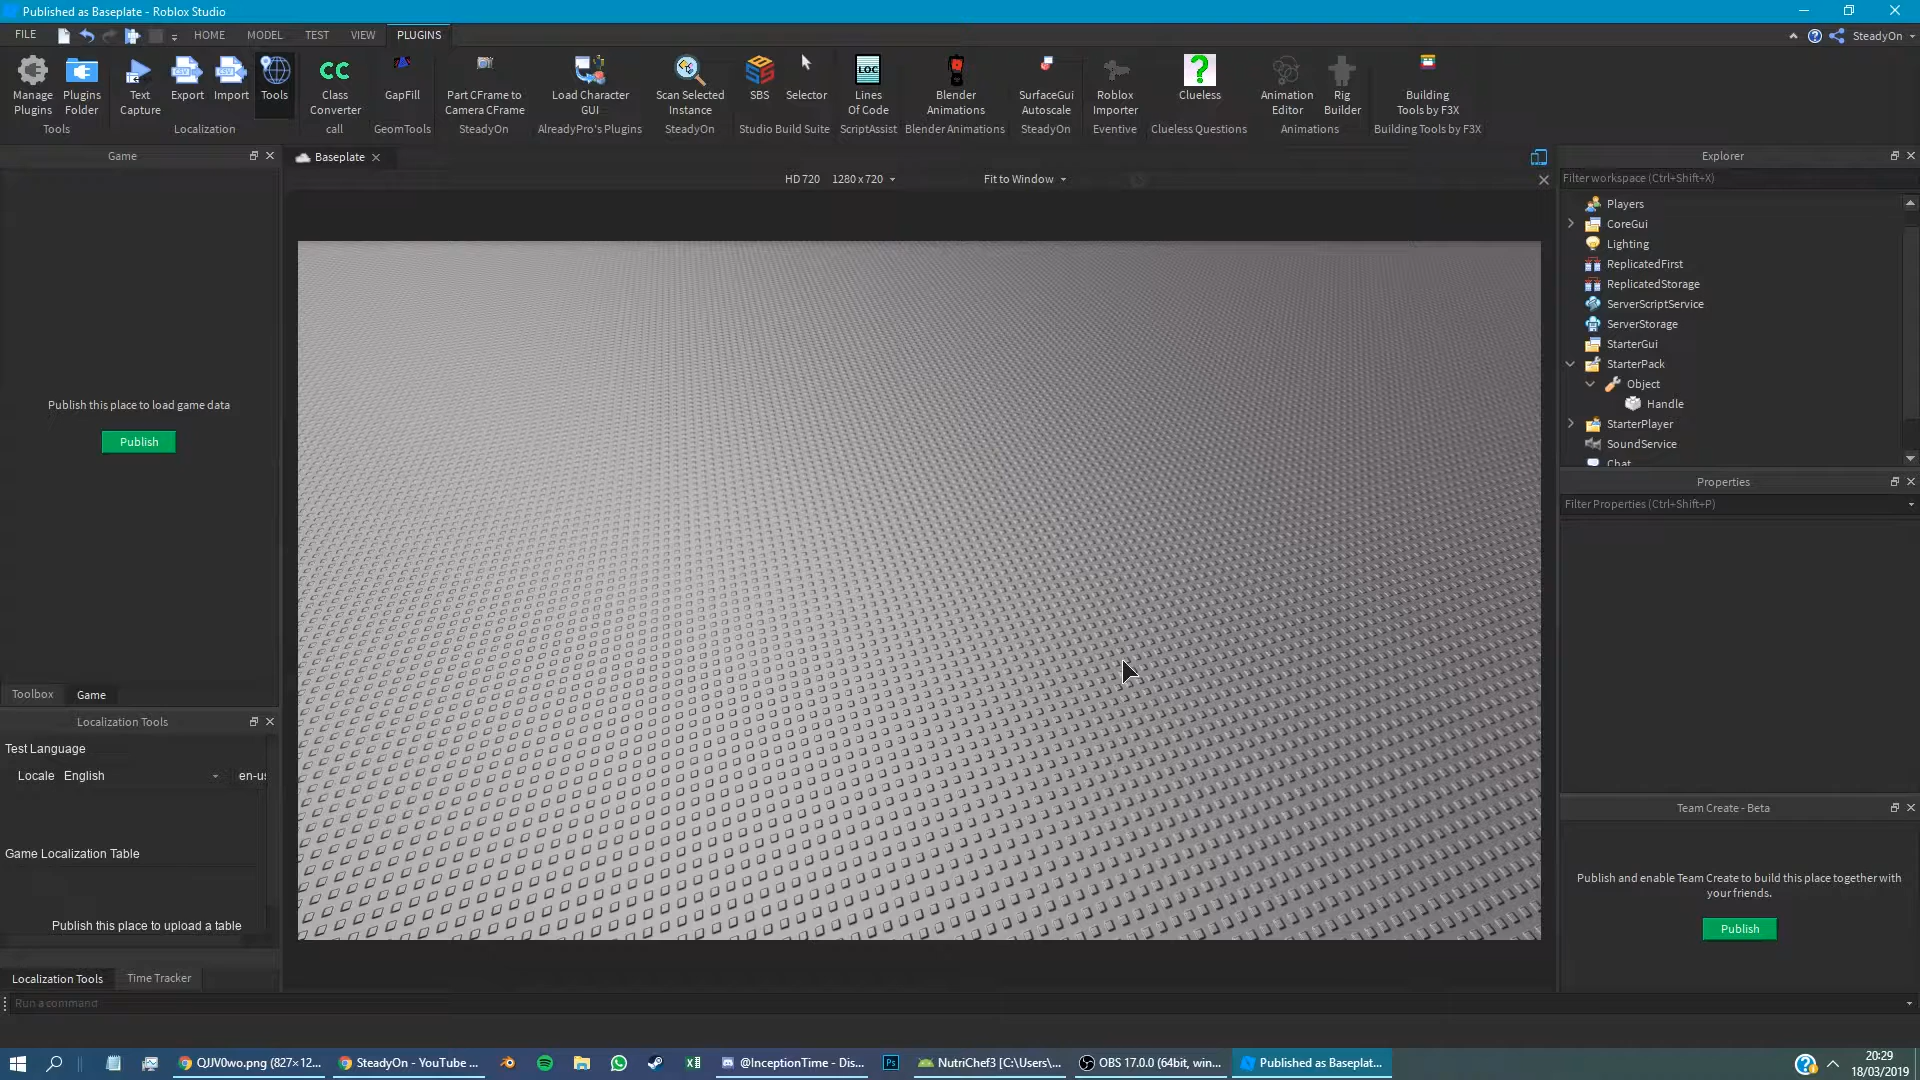 Published as Baseplate - Roblox Studio
FILE
HOME
MODEL
TEST
VIEW
PLUGINS
SteadyOn
Manage
Plugins
Plugins
Folder
Text
Capture
Export
Import
Tools
Class
Converter
GapFill
Part CFrame to
Camera CFrame
Load Character
GUI
Scan Selected
Instance
SBS
Selector
LOC
Lines
Of Code
Blender
Animations
SurfaceGui
Autoscale
Roblox
Importer
Clueless
Animation
Editor
Rig
Builder
Building
Tools by F3X
Tools
Localization
call
GeomTools
SteadyOn
AlreadyPro's Plugins
SteadyOn
Studio Build Suite
ScriptAssist
Blender Animations
SteadyOn
Eventive
Clueless Questions
Animations
Building Tools by F3X
Game
Publish this place to load game data
Publish
Toolbox
Game
Localization Tools
Test Language
Locale English en-us
Game Localization Table
Publish this place to upload a table
Localization Tools
Time Tracker
Run a command
Baseplate
HD 720 1280 x 720
Fit to Window
Explorer
Filter workspace (Ctrl+Shift+X)
Players
CoreGui
Lighting
ReplicatedFirst
ReplicatedStorage
ServerScriptService
ServerStorage
StarterGui
StarterPack
Object
Handle
StarterPlayer
SoundService
Chat
Properties
Filter Properties (Ctrl+Shift+P)
Team Create - Beta
Publish and enable Team Create to build this place together with
your friends.
Publish
QJJV0wo.png (827×12...
SteadyOn - YouTube ...
@InceptionTime - Dis...
Ps
NutriChef3 [C:\Users\...
OBS 17.0.0 (64bit, win...
Published as Baseplat...
20:29
18/03/2019